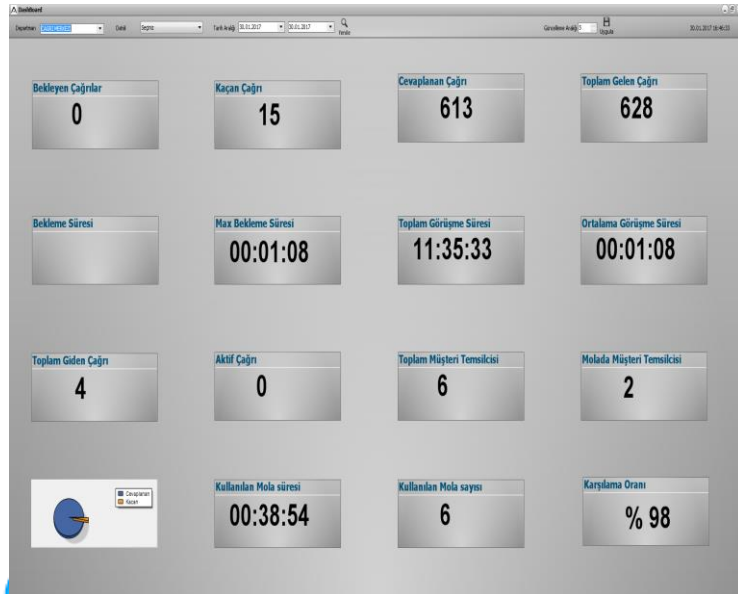 Dashboard
Departman
Seçiniz
Tarih Aralığı 30.01.2017 30.01.2017
Yenile
Güncelleme Aralığı 5
Uygula
30.01.2017 16:46:33
Bekleyen Çağrılar
0
Kaçan Çağrı
15
Cevaplanan Çağrı
613
Toplam Gelen Çağrı
628
Bekleme Süresi
Max Bekleme Süresi
00:01:08
Toplam Görüşme Süresi
11:35:33
Ortalama Görüşme Süresi
00:01:08
Toplam Giden Çağrı
4
Aktif Çağrı
0
Toplam Müşteri Temsilcisi
6
Molada Müşteri Temsilcisi
2
Cevaplanan
Kaçan
Kullanılan Mola süresi
00:38:54
Kullanılan Mola sayısı
6
Karşılama Oranı
% 98